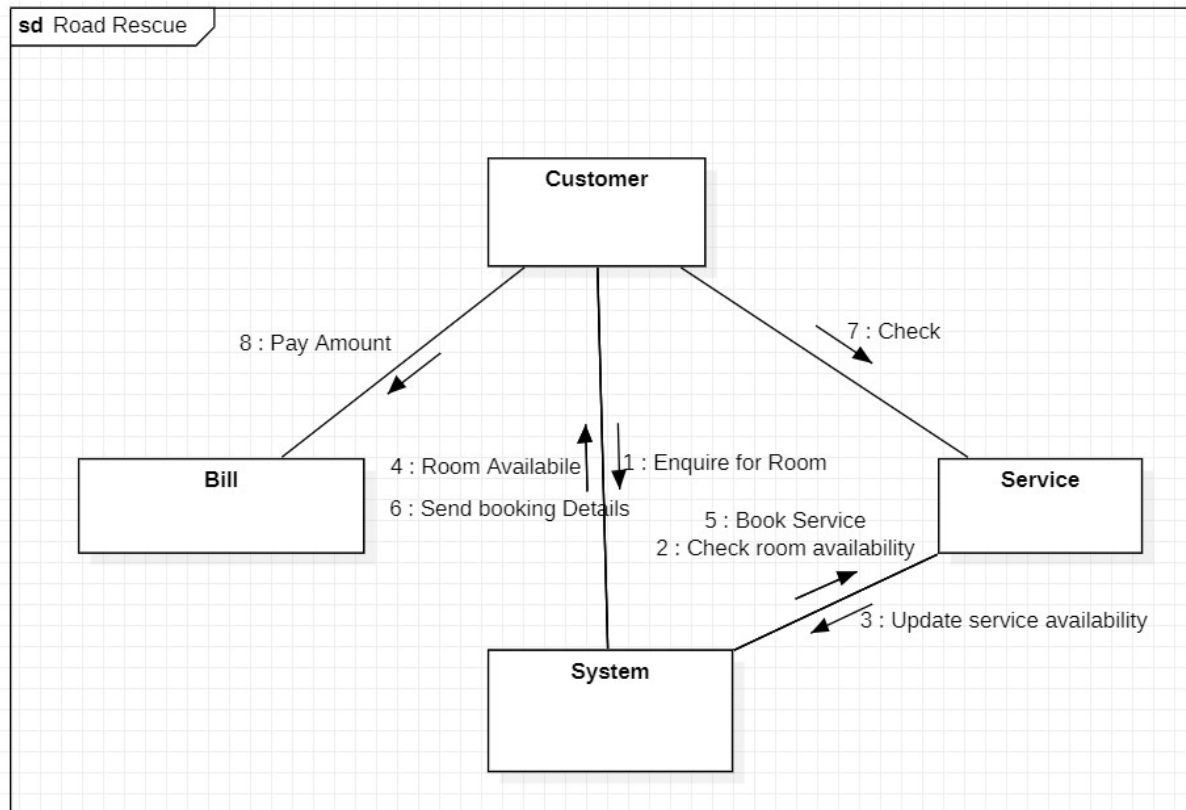 sd Road Rescue
Customer
8 : Pay Amount
7 : Check
4 : Room Availabile
1 : Enquire for Room
Bill
Service
6 : Send booking Details
5 : Book Service
2 : Check room availability
3 : Update service availability
System